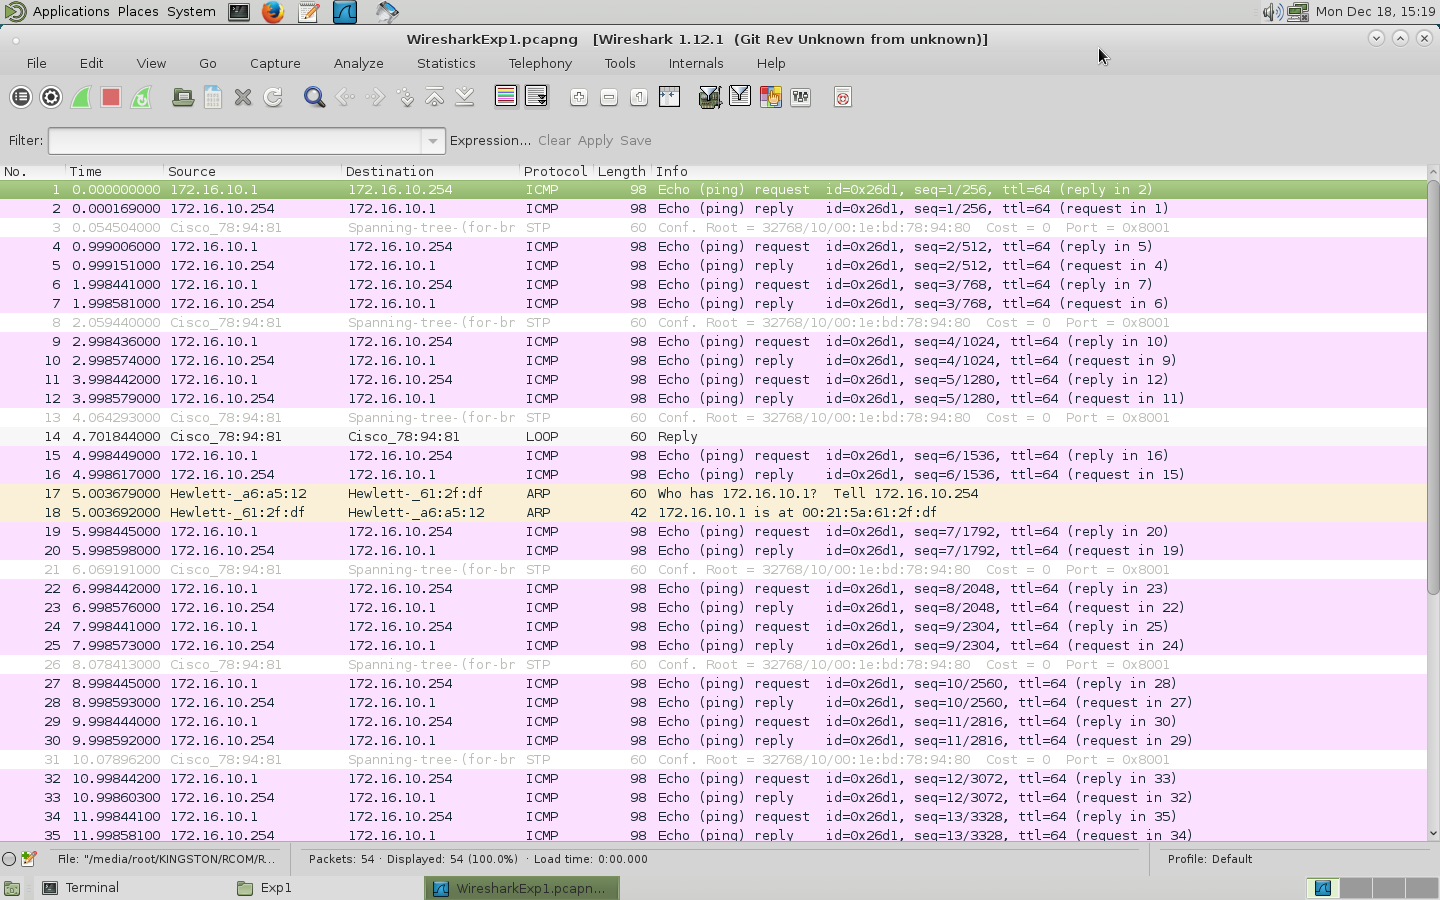 Applications Places System Mon Dec 18, 15:19
WiresharkExp1.pcapng [Wireshark 1.12.1 (Git Rev Unknown from unknown)]
File Edit View Go Capture Analyze Statistics Telephony Tools Internals Help
Filter: Expression... Clear Apply Save
No. Time Source Destination Protocol Length Info
1 0.000000000 172.16.10.1 172.16.10.254 ICMP 98 Echo (ping) request id=0x26d1, seq=1/256, ttl=64 (reply in 2)
2 0.000169000 172.16.10.254 172.16.10.1 ICMP 98 Echo (ping) reply id=0x26d1, seq=1/256, ttl=64 (request in 1)
3 0.054504000 Cisco_78:94:81 Spanning-tree-(for-br STP 60 Conf. Root = 32768/10/00:1e:bd:78:94:80 Cost = 0 Port = 0x8001
4 0.999006000 172.16.10.1 172.16.10.254 ICMP 98 Echo (ping) request id=0x26d1, seq=2/512, ttl=64 (reply in 5)
5 0.999151000 172.16.10.254 172.16.10.1 ICMP 98 Echo (ping) reply id=0x26d1, seq=2/512, ttl=64 (request in 4)
6 1.998441000 172.16.10.1 172.16.10.254 ICMP 98 Echo (ping) request id=0x26d1, seq=3/768, ttl=64 (reply in 7)
7 1.998581000 172.16.10.254 172.16.10.1 ICMP 98 Echo (ping) reply id=0x26d1, seq=3/768, ttl=64 (request in 6)
8 2.059440000 Cisco_78:94:81 Spanning-tree-(for-br STP 60 Conf. Root = 32768/10/00:1e:bd:78:94:80 Cost = 0 Port = 0x8001
9 2.998436000 172.16.10.1 172.16.10.254 ICMP 98 Echo (ping) request id=0x26d1, seq=4/1024, ttl=64 (reply in 10)
10 2.998574000 172.16.10.254 172.16.10.1 ICMP 98 Echo (ping) reply id=0x26d1, seq=4/1024, ttl=64 (request in 9)
11 3.998442000 172.16.10.1 172.16.10.254 ICMP 98 Echo (ping) request id=0x26d1, seq=5/1280, ttl=64 (reply in 12)
12 3.998579000 172.16.10.254 172.16.10.1 ICMP 98 Echo (ping) reply id=0x26d1, seq=5/1280, ttl=64 (request in 11)
13 4.064293000 Cisco_78:94:81 Spanning-tree-(for-br STP 60 Conf. Root = 32768/10/00:1e:bd:78:94:80 Cost = 0 Port = 0x8001
14 4.701844000 Cisco_78:94:81 Cisco_78:94:81 LOOP 60 Reply
15 4.998449000 172.16.10.1 172.16.10.254 ICMP 98 Echo (ping) request id=0x26d1, seq=6/1536, ttl=64 (reply in 16)
16 4.998617000 172.16.10.254 172.16.10.1 ICMP 98 Echo (ping) reply id=0x26d1, seq=6/1536, ttl=64 (request in 15)
17 5.003679000 Hewlett-_a6:a5:12 Hewlett-_61:2f:df ARP 60 Who has 172.16.10.1? Tell 172.16.10.254
18 5.003692000 Hewlett-_61:2f:df Hewlett-_a6:a5:12 ARP 42 172.16.10.1 is at 00:21:5a:61:2f:df
19 5.998445000 172.16.10.1 172.16.10.254 ICMP 98 Echo (ping) request id=0x26d1, seq=7/1792, ttl=64 (reply in 20)
20 5.998598000 172.16.10.254 172.16.10.1 ICMP 98 Echo (ping) reply id=0x26d1, seq=7/1792, ttl=64 (request in 19)
21 6.069191000 Cisco_78:94:81 Spanning-tree-(for-br STP 60 Conf. Root = 32768/10/00:1e:bd:78:94:80 Cost = 0 Port = 0x8001
22 6.998442000 172.16.10.1 172.16.10.254 ICMP 98 Echo (ping) request id=0x26d1, seq=8/2048, ttl=64 (reply in 23)
23 6.998576000 172.16.10.254 172.16.10.1 ICMP 98 Echo (ping) reply id=0x26d1, seq=8/2048, ttl=64 (request in 22)
24 7.998441000 172.16.10.1 172.16.10.254 ICMP 98 Echo (ping) request id=0x26d1, seq=9/2304, ttl=64 (reply in 25)
25 7.998573000 172.16.10.254 172.16.10.1 ICMP 98 Echo (ping) reply id=0x26d1, seq=9/2304, ttl=64 (request in 24)
26 8.078413000 Cisco_78:94:81 Spanning-tree-(for-br STP 60 Conf. Root = 32768/10/00:1e:bd:78:94:80 Cost = 0 Port = 0x8001
27 8.998445000 172.16.10.1 172.16.10.254 ICMP 98 Echo (ping) request id=0x26d1, seq=10/2560, ttl=64 (reply in 28)
28 8.998593000 172.16.10.254 172.16.10.1 ICMP 98 Echo (ping) reply id=0x26d1, seq=10/2560, ttl=64 (request in 27)
29 9.998444000 172.16.10.1 172.16.10.254 ICMP 98 Echo (ping) request id=0x26d1, seq=11/2816, ttl=64 (reply in 30)
30 9.998592000 172.16.10.254 172.16.10.1 ICMP 98 Echo (ping) reply id=0x26d1, seq=11/2816, ttl=64 (request in 29)
31 10.07896200 Cisco_78:94:81 Spanning-tree-(for-br STP 60 Conf. Root = 32768/10/00:1e:bd:78:94:80 Cost = 0 Port = 0x8001
32 10.99844200 172.16.10.1 172.16.10.254 ICMP 98 Echo (ping) request id=0x26d1, seq=12/3072, ttl=64 (reply in 33)
33 10.99860300 172.16.10.254 172.16.10.1 ICMP 98 Echo (ping) reply id=0x26d1, seq=12/3072, ttl=64 (request in 32)
34 11.99844100 172.16.10.1 172.16.10.254 ICMP 98 Echo (ping) request id=0x26d1, seq=13/3328, ttl=64 (reply in 35)
35 11.99858100 172.16.10.254 172.16.10.1 ICMP 98 Echo (ping) reply id=0x26d1, seq=13/3328, ttl=64 (request in 34)
File: "/media/root/KINGSTON/RCOM/R... Packets: 54 · Displayed: 54 (100.0%) · Load time: 0:00.000 Profile: Default
Terminal Exp1 WiresharkExp1.pcapn...